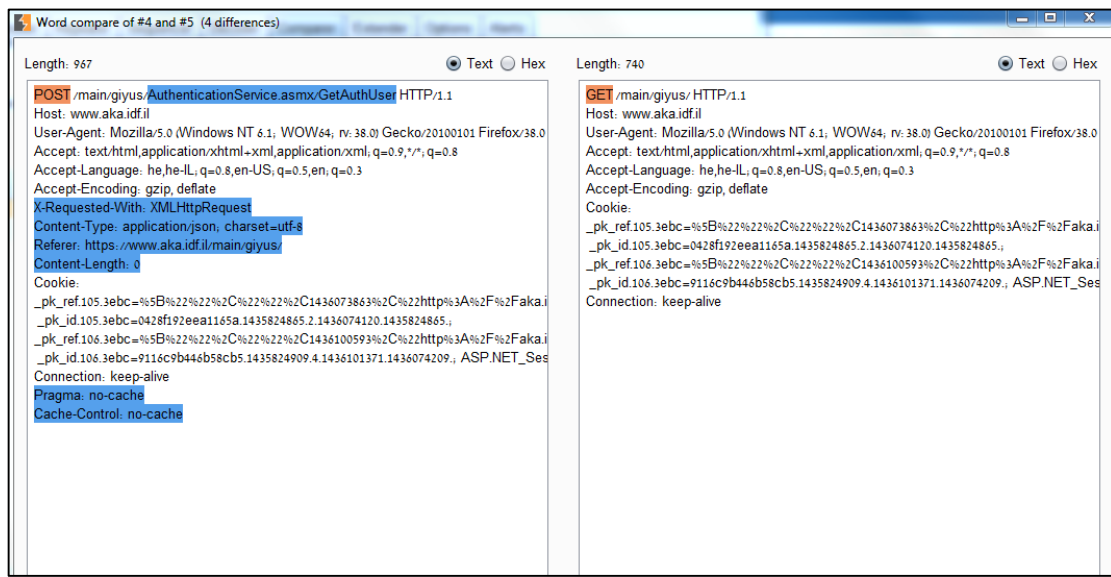 Word compare of #4 and #5 (4 differences)
Length: 967
Text
Hex
POST /main/giyus/AuthenticationService.asmx/GetAuthUser HTTP/1.1
Host: www.aka.idf.il
User-Agent: Mozilla/5.0 (Windows NT 6.1; WOW64; rv:38.0) Gecko/20100101 Firefox/38.0
Accept: text/html,application/xhtml+xml,application/xml;q=0.9,*/*;q=0.8
Accept-Language: he,he-IL;q=0.8,en-US;q=0.5,en;q=0.3
Accept-Encoding: gzip, deflate
X-Requested-With: XMLHttpRequest
Content-Type: application/json; charset=utf-8
Referer: https://www.aka.idf.il/main/giyus/
Content-Length: 0
Cookie:
_pk_ref.105.3ebc=%5B%22%22%2C%22%22%2C1436073863%2C%22http%3A%2F%2Faka.i
_pk_id.105.3ebc=0428f192eea1165a.1435824865.2.1436074120.1435824865.;
_pk_ref.106.3ebc=%5B%22%22%2C%22%22%2C1436100593%2C%22http%3A%2F%2Faka.i
_pk_id.106.3ebc=9116c9b446b58cb5.1435824909.4.1436101371.1436074209.; ASP.NET_Ses
Connection: keep-alive
Pragma: no-cache
Cache-Control: no-cache
Length: 740
Text
Hex
GET /main/giyus/ HTTP/1.1
Host: www.aka.idf.il
User-Agent: Mozilla/5.0 (Windows NT 6.1; WOW64; rv:38.0) Gecko/20100101 Firefox/38.0
Accept: text/html,application/xhtml+xml,application/xml;q=0.9,*/*;q=0.8
Accept-Language: he,he-IL;q=0.8,en-US;q=0.5,en;q=0.3
Accept-Encoding: gzip, deflate
Cookie:
_pk_ref.105.3ebc=%5B%22%22%2C%22%22%2C1436073863%2C%22http%3A%2F%2Faka.i
_pk_id.105.3ebc=0428f192eea1165a.1435824865.2.1436074120.1435824865.;
_pk_ref.106.3ebc=%5B%22%22%2C%22%22%2C1436100593%2C%22http%3A%2F%2Faka.i
_pk_id.106.3ebc=9116c9b446b58cb5.1435824909.4.1436101371.1436074209.; ASP.NET_Ses
Connection: keep-alive